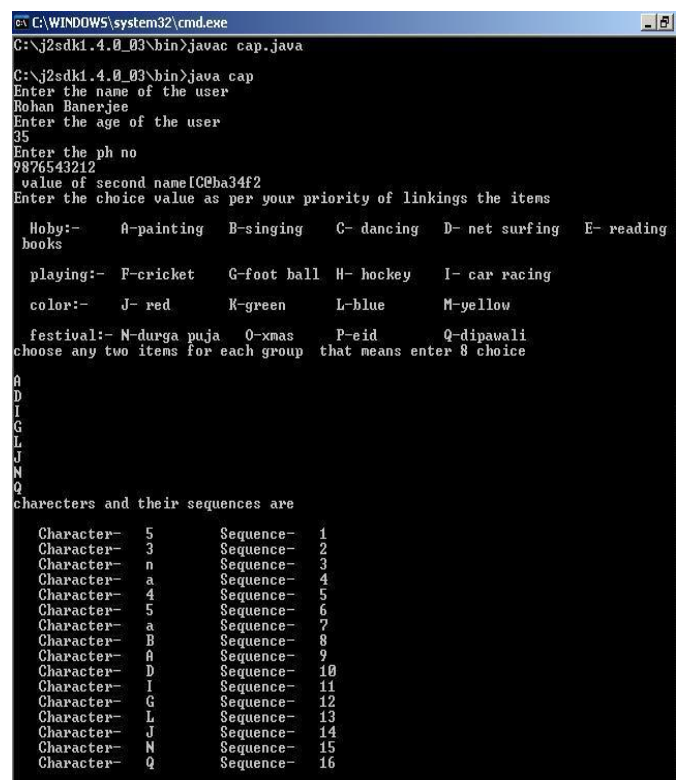 C:\WINDOWS\system32\cmd.exe
C:\j2sdk1.4.0_03\bin>javac cap.java
C:\j2sdk1.4.0_03\bin>java cap
Enter the name of the user
Rohan Banerjee
Enter the age of the user
35
Enter the ph no
9876543212
value of second name[C@ba34f2
Enter the choice value as per your priority of linkings the items
Hoby:- A-painting B-singing C- dancing D- net surfing E- reading
books
playing:- F-cricket G-foot ball H- hockey I- car racing
color:- J- red K-green L-blue M-yellow
festival:- N-durga puja O-xmas P-eid Q-dipawali
choose any two items for each group that means enter 8 choice
A
D
I
G
L
J
N
Q
charecters and their sequences are
Character- 5 Sequence- 1
Character- 3 Sequence- 2
Character- n Sequence- 3
Character- a Sequence- 4
Character- 4 Sequence- 5
Character- 5 Sequence- 6
Character- a Sequence- 7
Character- B Sequence- 8
Character- A Sequence- 9
Character- D Sequence- 10
Character- I Sequence- 11
Character- G Sequence- 12
Character- L Sequence- 13
Character- J Sequence- 14
Character- N Sequence- 15
Character- Q Sequence- 16